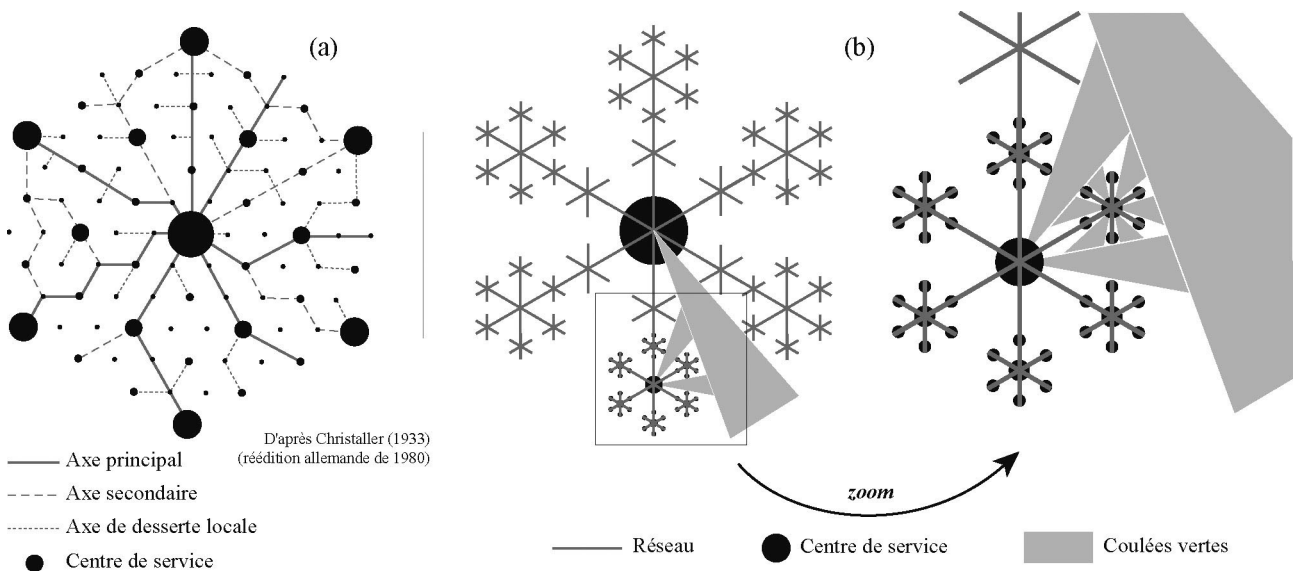 (a)
D'après Christaller (1933)
(réédition allemande de 1980)
Axe principal
Axe secondaire
Axe de desserte locale
Centre de service
(b)
zoom
Réseau
Centre de service
Coulées vertes